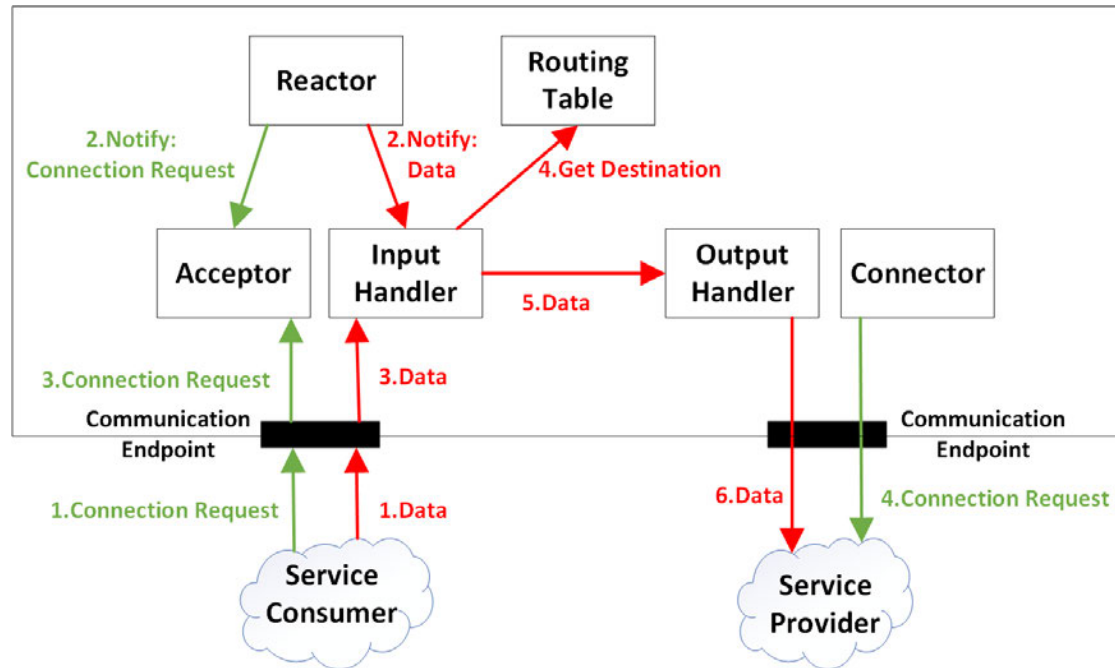 Reactor
Routing
Table
2.Notify:
Connection Request
2.Notify:
Data
4.Get Destination
Acceptor
Input
Handler
Output
Handler
Connector
5.Data
3.Connection Request
3.Data
Communication
Endpoint
Communication
Endpoint
1.Connection Request
1.Data
6.Data
4.Connection Request
Service
Consumer
Service
Provider